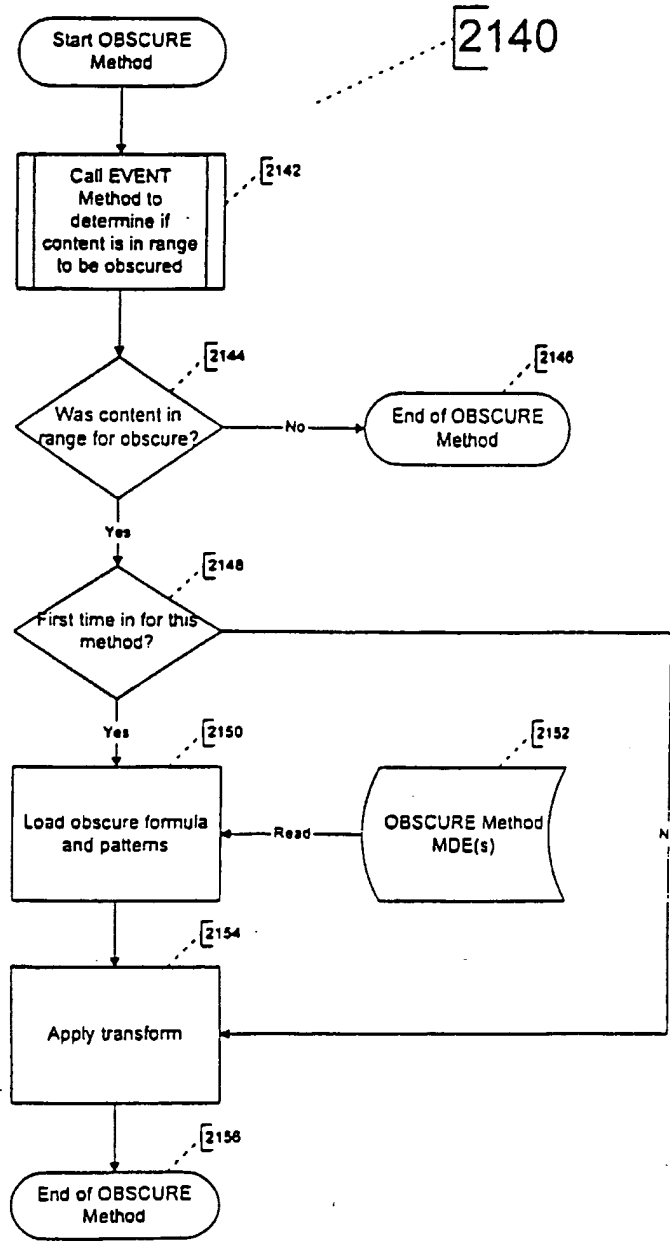 Start OBSCURE
Method
2140
Call EVENT
Method to
determine if
content is in range
to be obscured
2142
2144
Was content in
range for obscure?
No
2146
End of OBSCURE
Method
Yes
2148
First time in for this
method?
Yes
2150
Load obscure formula
and patterns
Read
2152
OBSCURE Method
MDE(s)
N
2154
Apply transform
2156
End of OBSCURE
Method